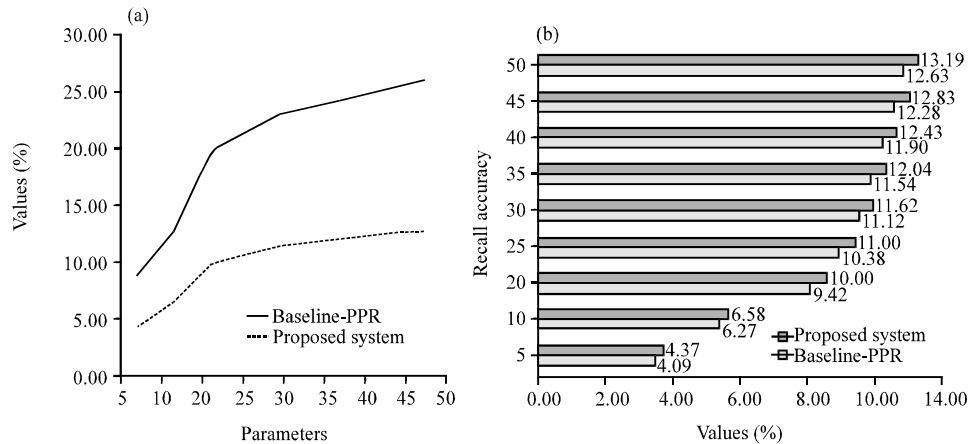 (a)
Values (%)
30.00
25.00
20.00
15.00
10.00
5.00
0.00
Baseline-PPR
Proposed system
5 10 15 20 25 30 35 40 45 50
Parameters
(b)
Recall accuracy
50
13.19
12.63
45
12.83
12.28
40
12.43
11.90
35
12.04
11.54
30
11.62
11.12
25
11.00
10.38
20
10.00
9.42
10
6.58
6.27
5
4.37
4.09
Proposed system
Baseline-PPR
0.00 2.00 4.00 6.00 8.00 10.00 12.00 14.00
Values (%)